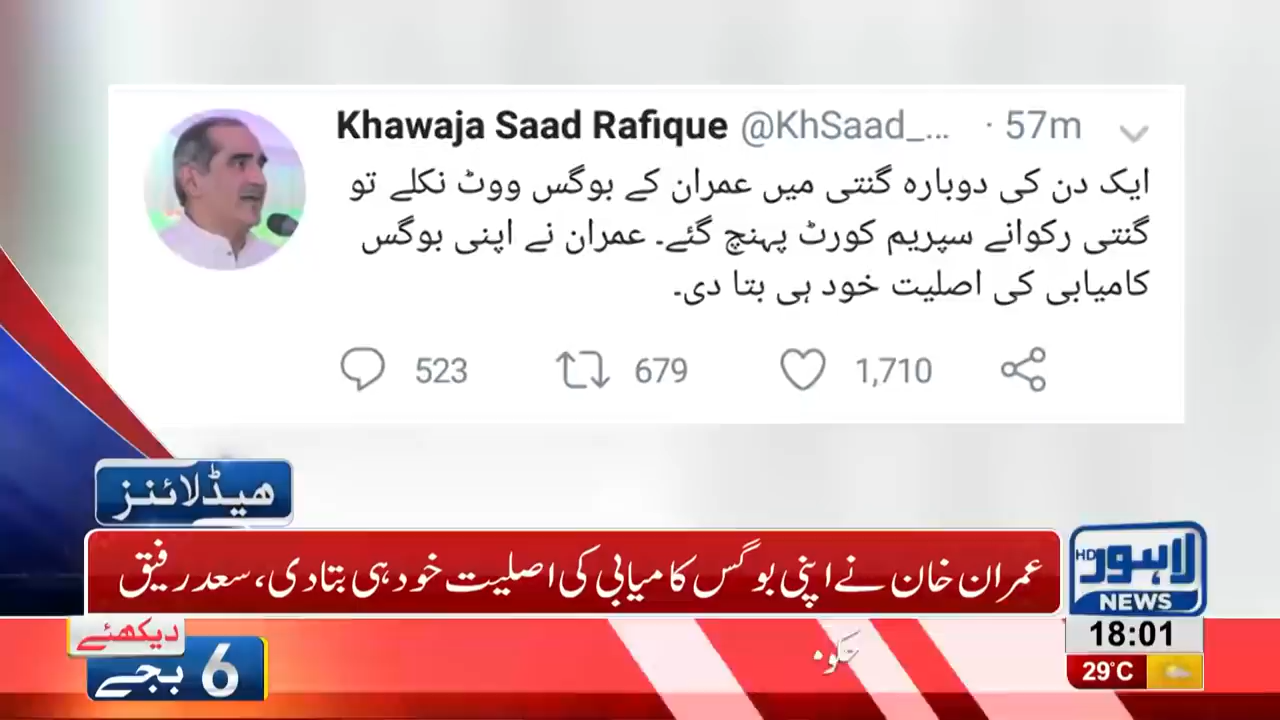 Khawaja Saad Rafique @KhSaad_... · 57m
ایک دن کی دوبارہ گنتی میں عمران کے بوگس ووٹ نکلے تو
گنتی رکوانے سپریم کورٹ پہنچ گئے۔ عمران نے اپنی بوگس
کامیابی کی اصلیت خود ہی بتا دی۔
523 679 1,710
ھیڈلائنز
عمران خان نے اپنی بوگس کامیابی کی اصلیت خود ہی بتا دی، سعد رفیق
لاہور HD
NEWS
18:01
29°C
دیکھئے
6 بجے